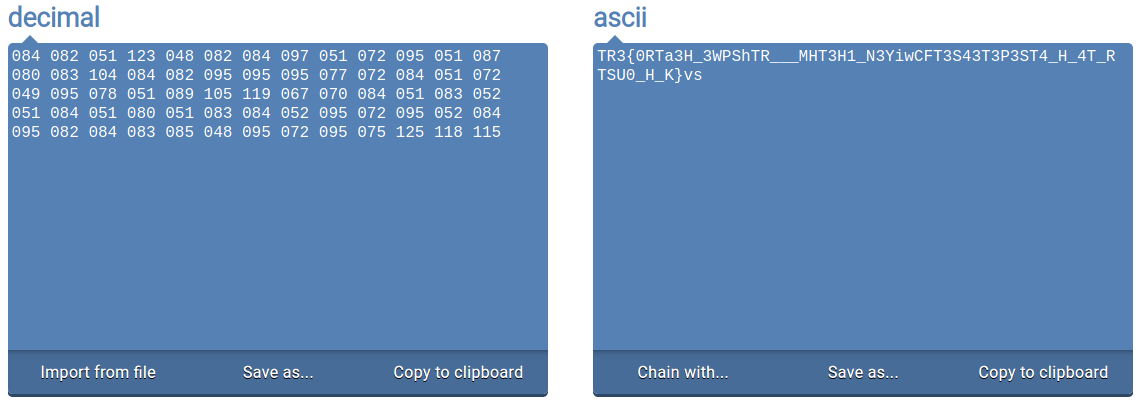 decimal
084 082 051 123 048 082 084 097 051 072 095 051 087
080 083 104 084 082 095 095 095 077 072 084 051 072
049 095 078 051 089 105 119 067 070 084 051 083 052
051 084 051 080 051 083 084 052 095 072 095 052 084
095 082 084 083 085 048 095 072 095 075 125 118 115
Import from file Save as... Copy to clipboard
ascii
TR3{0RTa3H_3WPShTR___MHT3H1_N3YiwCFT3S43T3P3ST4_H_4T_R
TSU0_H_K}vs
Chain with... Save as... Copy to clipboard